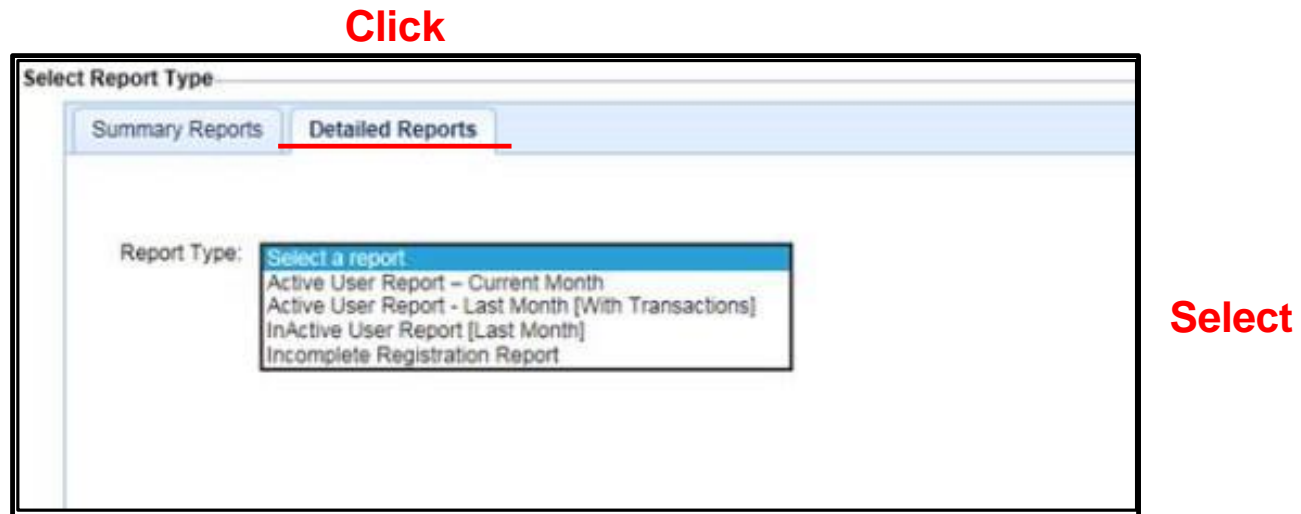 Click
Select Report Type
Summary Reports Detailed Reports
Report Type: Select a report
Active User Report – Current Month
Active User Report - Last Month [With Transactions]
InActive User Report [Last Month]
Incomplete Registration Report
Select